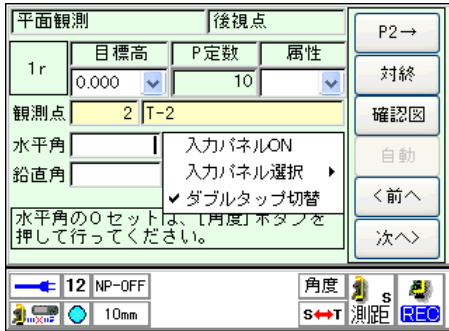 平面観測 後視点
P2→
目標高 P定数 属性
1r
0.000 10
対終
観測点 2 T-2
確認図
水平角
入力パネルON
自動
鉛直角
入力パネル選択
✓ダブルタップ切替
<前へ
水平角の0セットは、[角度]ボタンを
押して行ってください。
次へ>
12 NP-OFF
角度
S
10mm
S↔T
測距
REC